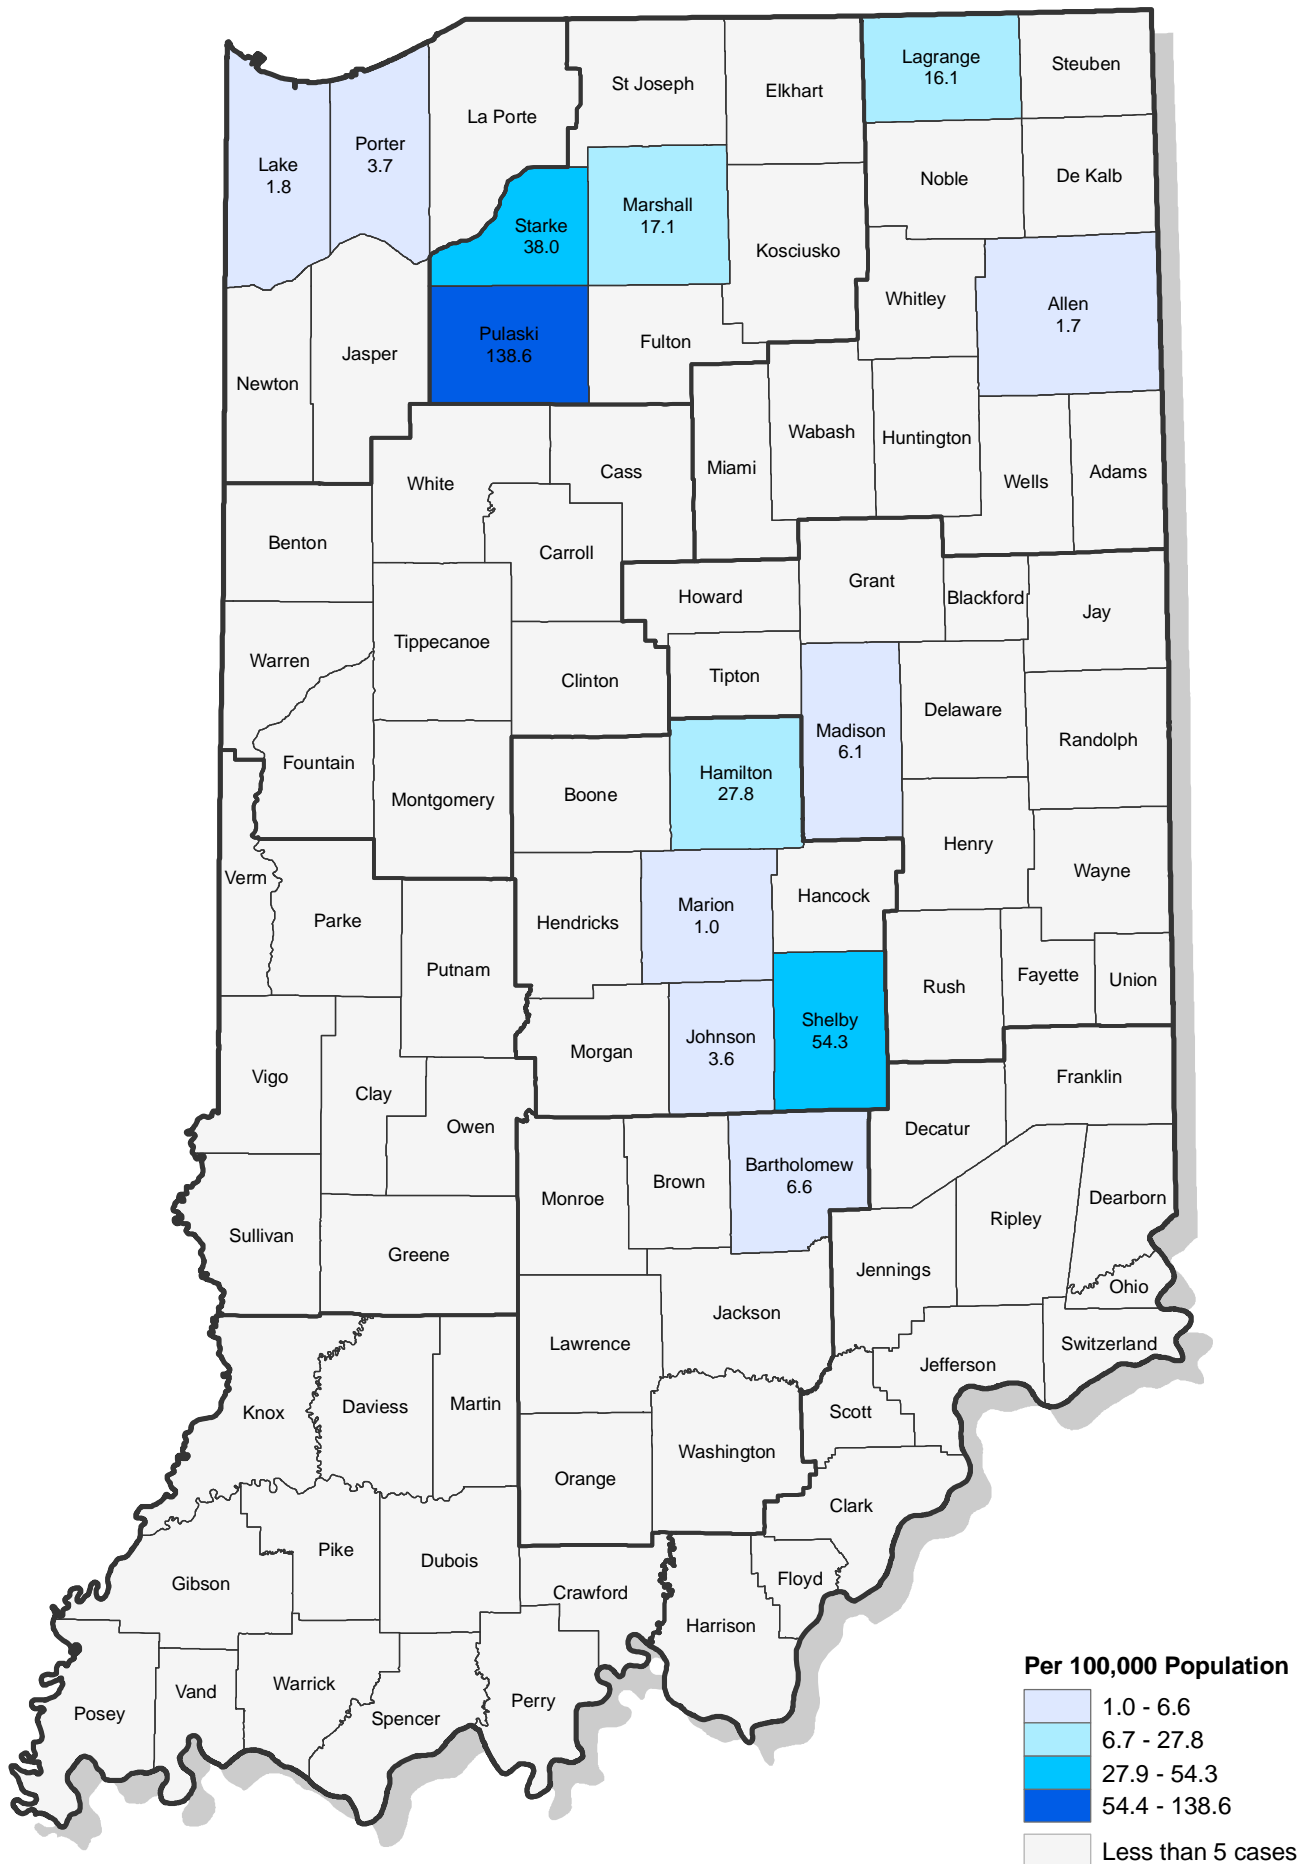 Lagrange
16.1
Steuben
St Joseph
Elkhart
La Porte
Porter
3.7
Lake
1.8
Noble
De Kalb
Marshall
17.1
Starke
38.0
Kosciusko
Whitley
Allen
1.7
Pulaski
138.6
Fulton
Jasper
Newton
Wabash
Huntington
Miami
Cass
White
Wells
Adams
Benton
Carroll
Grant
Howard
Blackford
Jay
Tippecanoe
Warren
Clinton
Tipton
Delaware
Madison
6.1
Randolph
Fountain
Hamilton
27.8
Boone
Montgomery
Henry
Wayne
Verm
Parke
Hendricks
Marion
1.0
Hancock
Putnam
Rush
Fayette
Union
Shelby
54.3
Johnson
3.6
Morgan
Vigo
Clay
Franklin
Owen
Decatur
Bartholomew
6.6
Brown
Monroe
Dearborn
Ripley
Sullivan
Greene
Jennings
Ohio
Jackson
Lawrence
Switzerland
Jefferson
Knox
Daviess
Martin
Scott
Washington
Orange
Clark
Pike
Dubois
Gibson
Crawford
Floyd
Harrison
Posey
Vand
Warrick
Spencer
Perry
Per 100,000 Population
1.0 - 6.6
6.7 - 27.8
27.9 - 54.3
54.4 - 138.6
Less than 5 cases